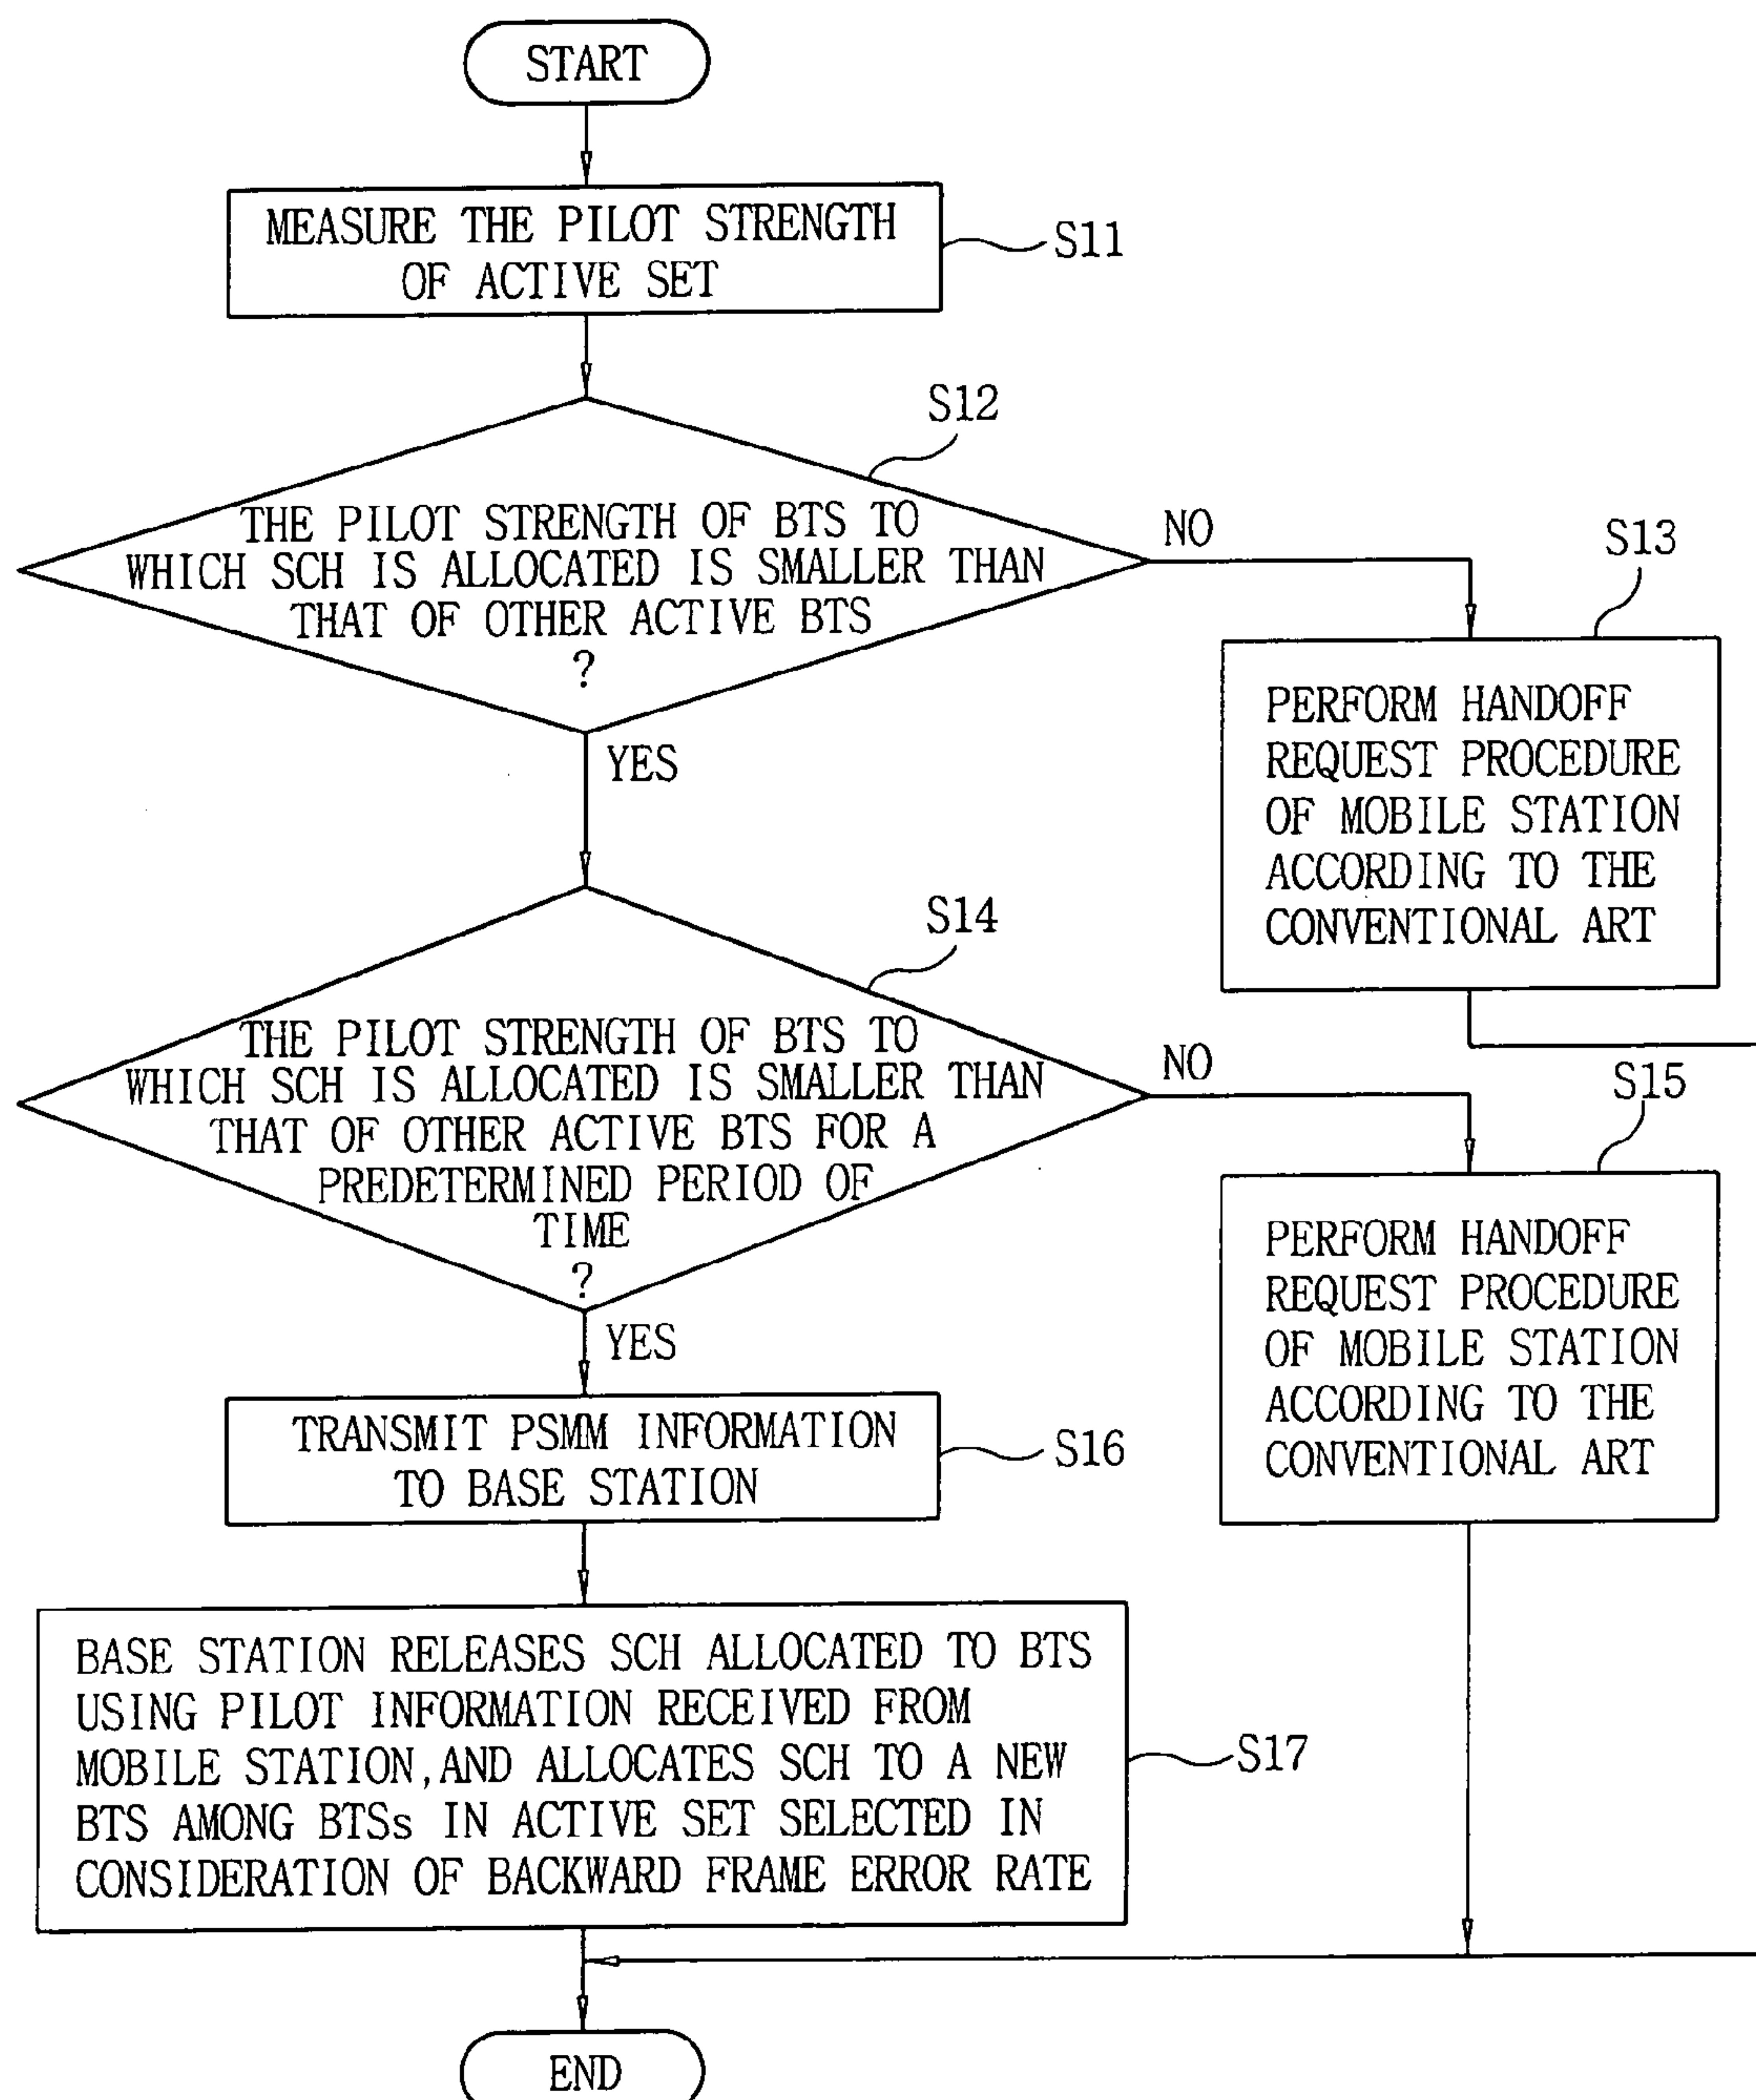 START
MEASURE THE PILOT STRENGTH
OF ACTIVE SET
S11
S12
THE PILOT STRENGTH OF BTS TO
WHICH SCH IS ALLOCATED IS SMALLER THAN
THAT OF OTHER ACTIVE BTS
?
NO
S13
PERFORM HANDOFF
REQUEST PROCEDURE
OF MOBILE STATION
ACCORDING TO THE
CONVENTIONAL ART
YES
S14
THE PILOT STRENGTH OF BTS TO
WHICH SCH IS ALLOCATED IS SMALLER THAN
THAT OF OTHER ACTIVE BTS FOR A
PREDETERMINED PERIOD OF
TIME
?
NO
S15
PERFORM HANDOFF
REQUEST PROCEDURE
OF MOBILE STATION
ACCORDING TO THE
CONVENTIONAL ART
YES
TRANSMIT PSMM INFORMATION
TO BASE STATION
S16
BASE STATION RELEASES SCH ALLOCATED TO BTS
USING PILOT INFORMATION RECEIVED FROM
MOBILE STATION,AND ALLOCATES SCH TO A NEW
BTS AMONG BTSs IN ACTIVE SET SELECTED IN
CONSIDERATION OF BACKWARD FRAME ERROR RATE
S17
END